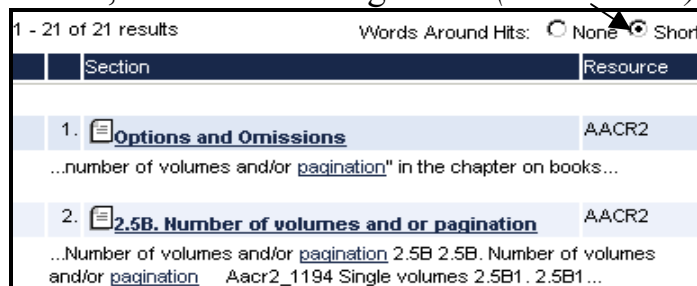 1 - 21 of 21 results Words Around Hits: None Short
Section Resource
1. Options and Omissions AACR2
...number of volumes and/or pagination" in the chapter on books...
2. 2.5B. Number of volumes and or pagination AACR2
...Number of volumes and/or pagination 2.5B 2.5B. Number of volumes
and/or pagination Aacr2_1194 Single volumes 2.5B1. 2.5B1...